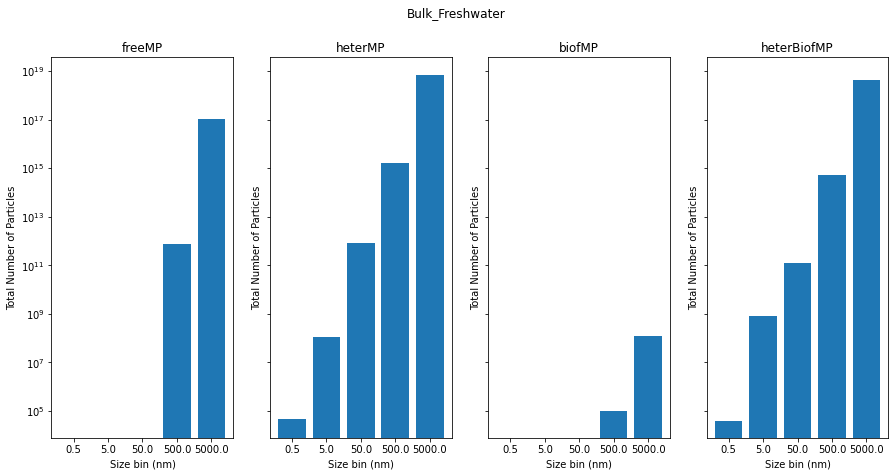 Bulk_Freshwater
freeMP
heterMP
biofMP
heterBiofMP
10^19
10^17
10^15
10^13
10^11
10^9
10^7
10^5
Total Number of Particles
Total Number of Particles
Total Number of Particles
Total Number of Particles
0.5 5.0 50.0 500.0 5000.0
0.5 5.0 50.0 500.0 5000.0
0.5 5.0 50.0 500.0 5000.0
0.5 5.0 50.0 500.0 5000.0
Size bin (nm)
Size bin (nm)
Size bin (nm)
Size bin (nm)